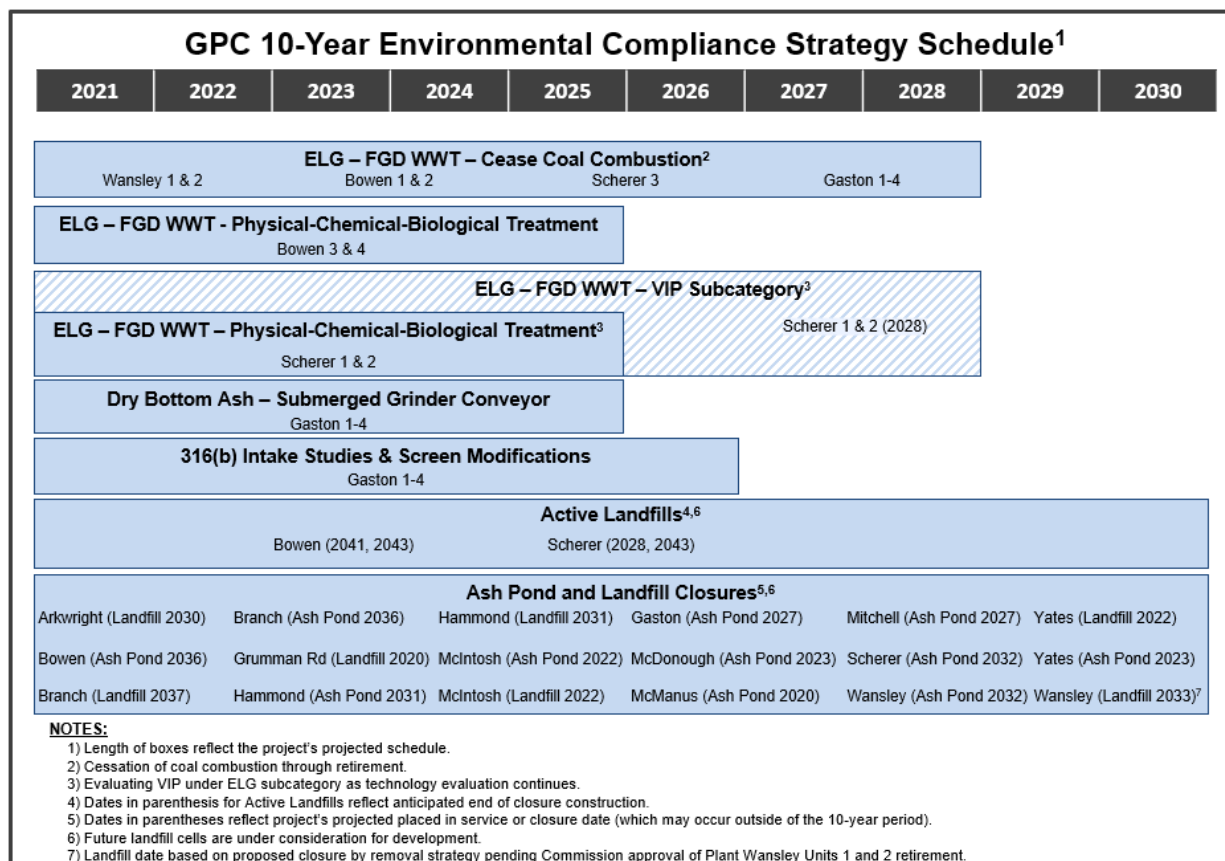 GPC 10-Year Environmental Compliance Strategy Schedule¹
2021 2022 2023 2024 2025 2026 2027 2028 2029 2030
ELG – FGD WWT – Cease Coal Combustion²
Wansley 1 & 2 Bowen 1 & 2 Scherer 3 Gaston 1-4
ELG – FGD WWT - Physical-Chemical-Biological Treatment
Bowen 3 & 4
ELG – FGD WWT – VIP Subcategory³
Scherer 1 & 2 (2028)
ELG – FGD WWT – Physical-Chemical-Biological Treatment³
Scherer 1 & 2
Dry Bottom Ash – Submerged Grinder Conveyor
Gaston 1-4
316(b) Intake Studies & Screen Modifications
Gaston 1-4
Active Landfills⁴,⁶
Bowen (2041, 2043) Scherer (2028, 2043)
Ash Pond and Landfill Closures⁵,⁶
Arkwright (Landfill 2030) Branch (Ash Pond 2036) Hammond (Landfill 2031) Gaston (Ash Pond 2027) Mitchell (Ash Pond 2027) Yates (Landfill 2022)
Bowen (Ash Pond 2036) Grumman Rd (Landfill 2020) McIntosh (Ash Pond 2022) McDonough (Ash Pond 2023) Scherer (Ash Pond 2032) Yates (Ash Pond 2023)
Branch (Landfill 2037) Hammond (Ash Pond 2031) McIntosh (Landfill 2022) McManus (Ash Pond 2020) Wansley (Ash Pond 2032) Wansley (Landfill 2033)⁷
NOTES:
1) Length of boxes reflect the project's projected schedule.
2) Cessation of coal combustion through retirement.
3) Evaluating VIP under ELG subcategory as technology evaluation continues.
4) Dates in parenthesis for Active Landfills reflect anticipated end of closure construction.
5) Dates in parentheses reflect project's projected placed in service or closure date (which may occur outside of the 10-year period).
6) Future landfill cells are under consideration for development.
7) Landfill date based on proposed closure by removal strategy pending Commission approval of Plant Wansley Units 1 and 2 retirement.